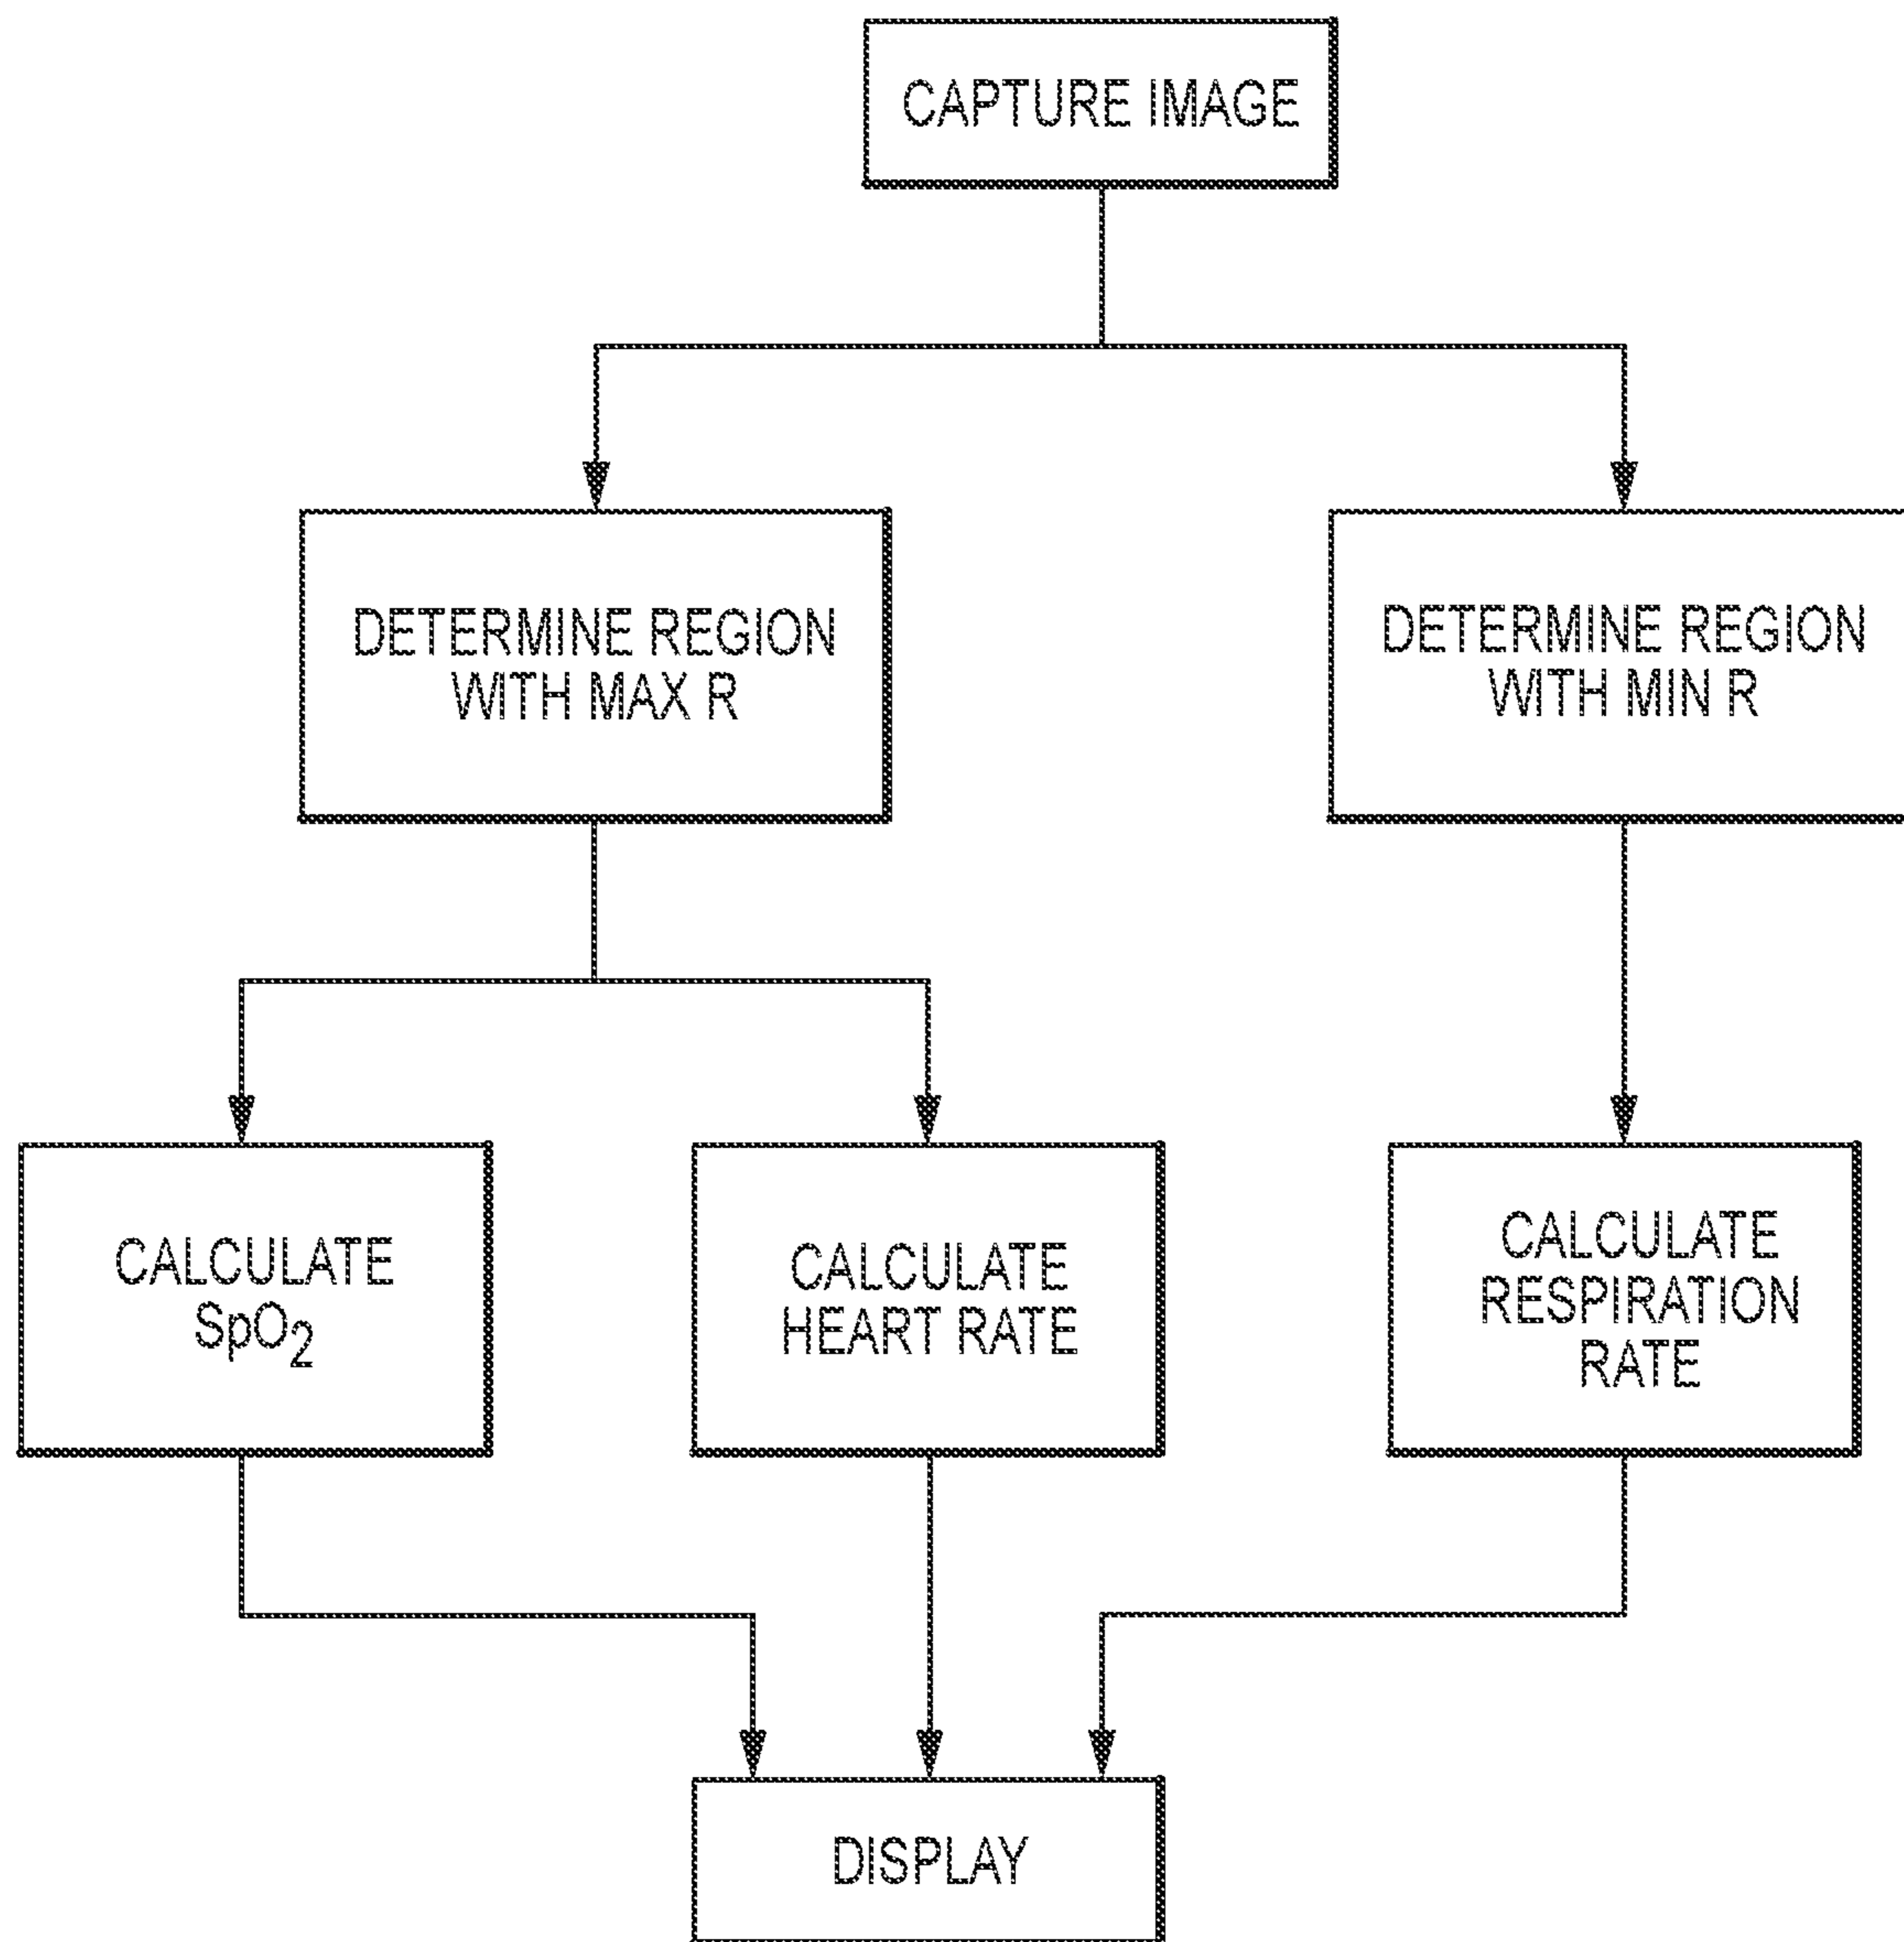 CAPTURE IMAGE
DETERMINE REGION
WITH MAX R
DETERMINE REGION
WITH MIN R
CALCULATE
SpO₂
CALCULATE
HEART RATE
CALCULATE
RESPIRATION
RATE
DISPLAY